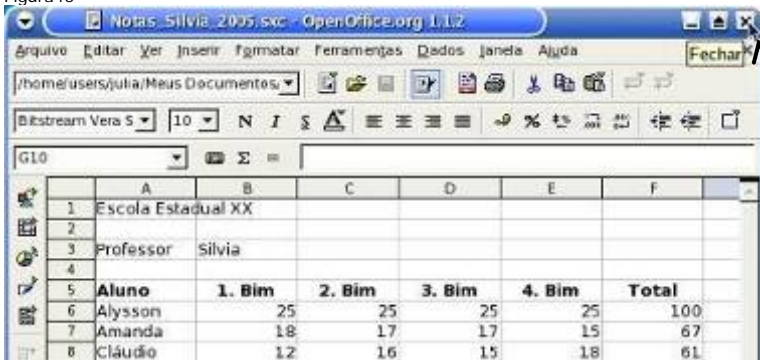 Figura 13
Notas_Silvia_2005.sxc - OpenOffice.org 1.1.2
Arquivo Editar Ver Inserir Formatar Ferramentas Dados Janela Ajuda
Fechar
/home/users/julia/Meus Documentos/
Bitstream Vera S 10 N I S A
G10 Σ =
A B C D E F
1 Escola Estadual XX
2
3 Professor Silvia
4
5 Aluno 1. Bim 2. Bim 3. Bim 4. Bim Total
6 Alysson 25 25 25 25 100
7 Amanda 18 17 17 15 67
8 Cláudio 12 16 15 18 61